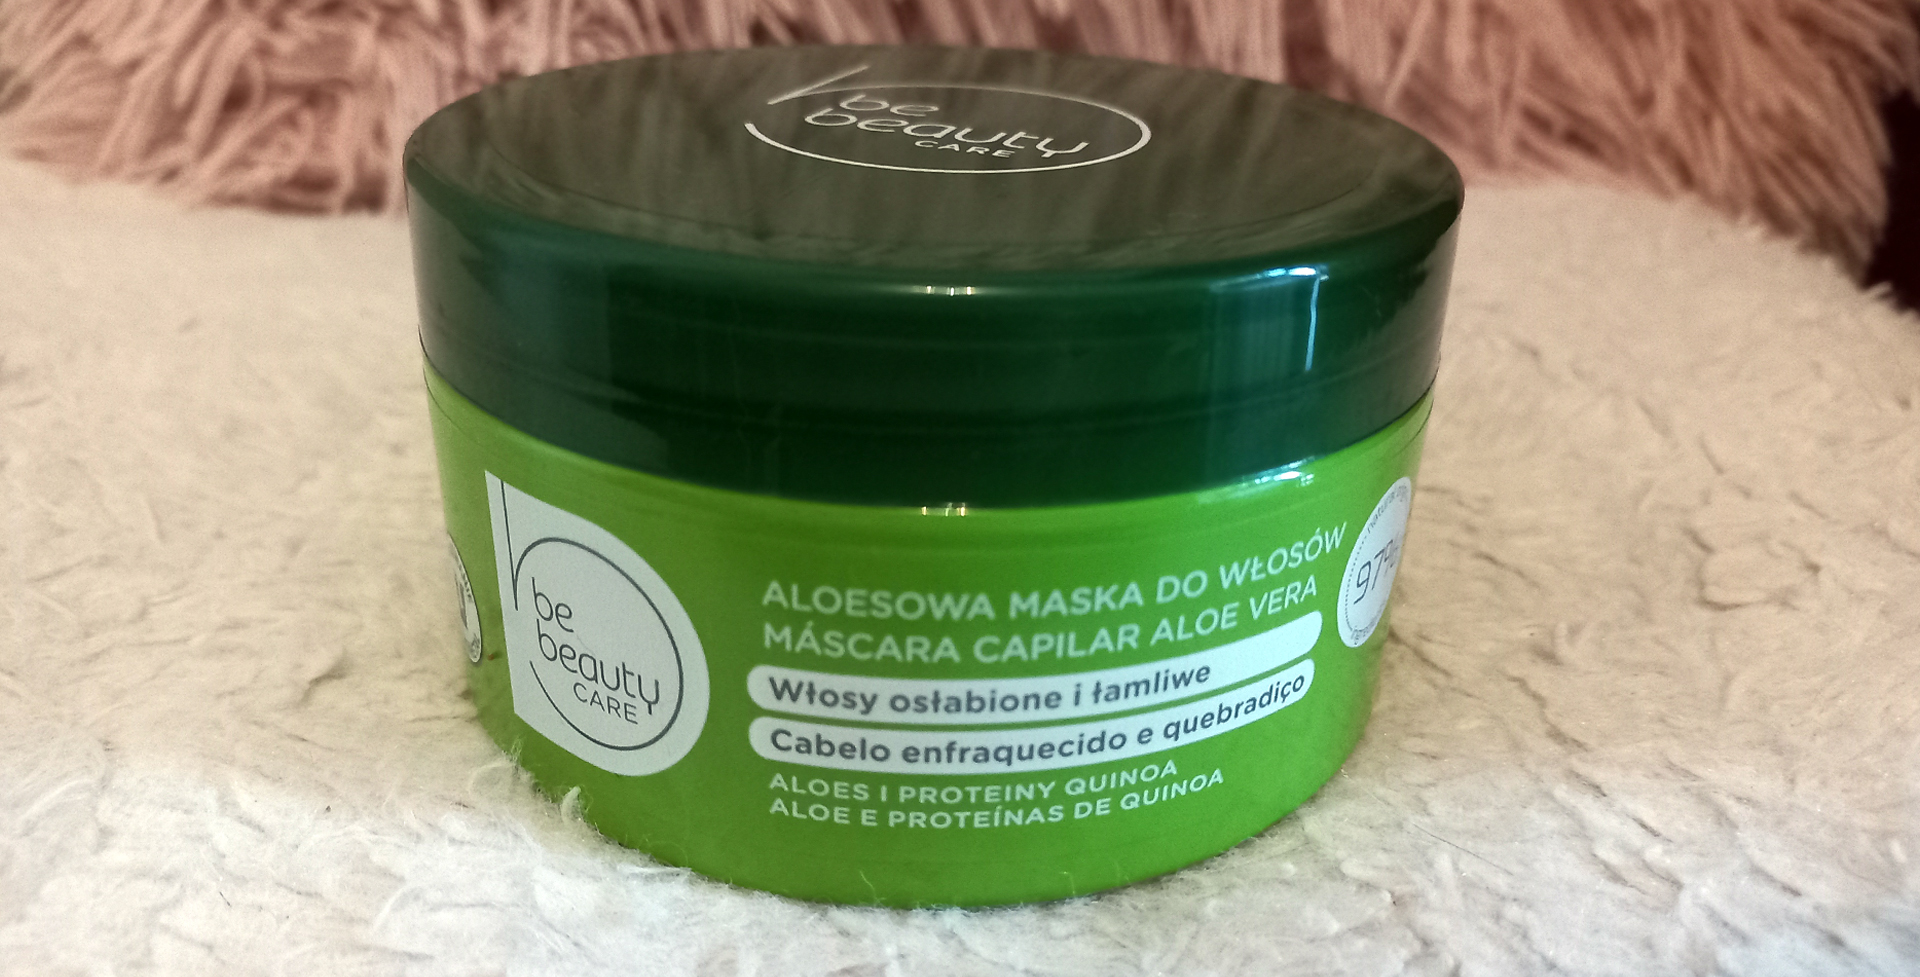 be
beauty
CARE
be
beauty
CARE
ALOESOWA MASKA DO WŁOSÓW
MÁSCARA CAPILAR ALOE VERA
Włosy osłabione i łamliwe
Cabelo enfraquecido e quebradiço
ALOES I PROTEINY QUINOA
ALOE E PROTEÍNAS DE QUINOA
97%